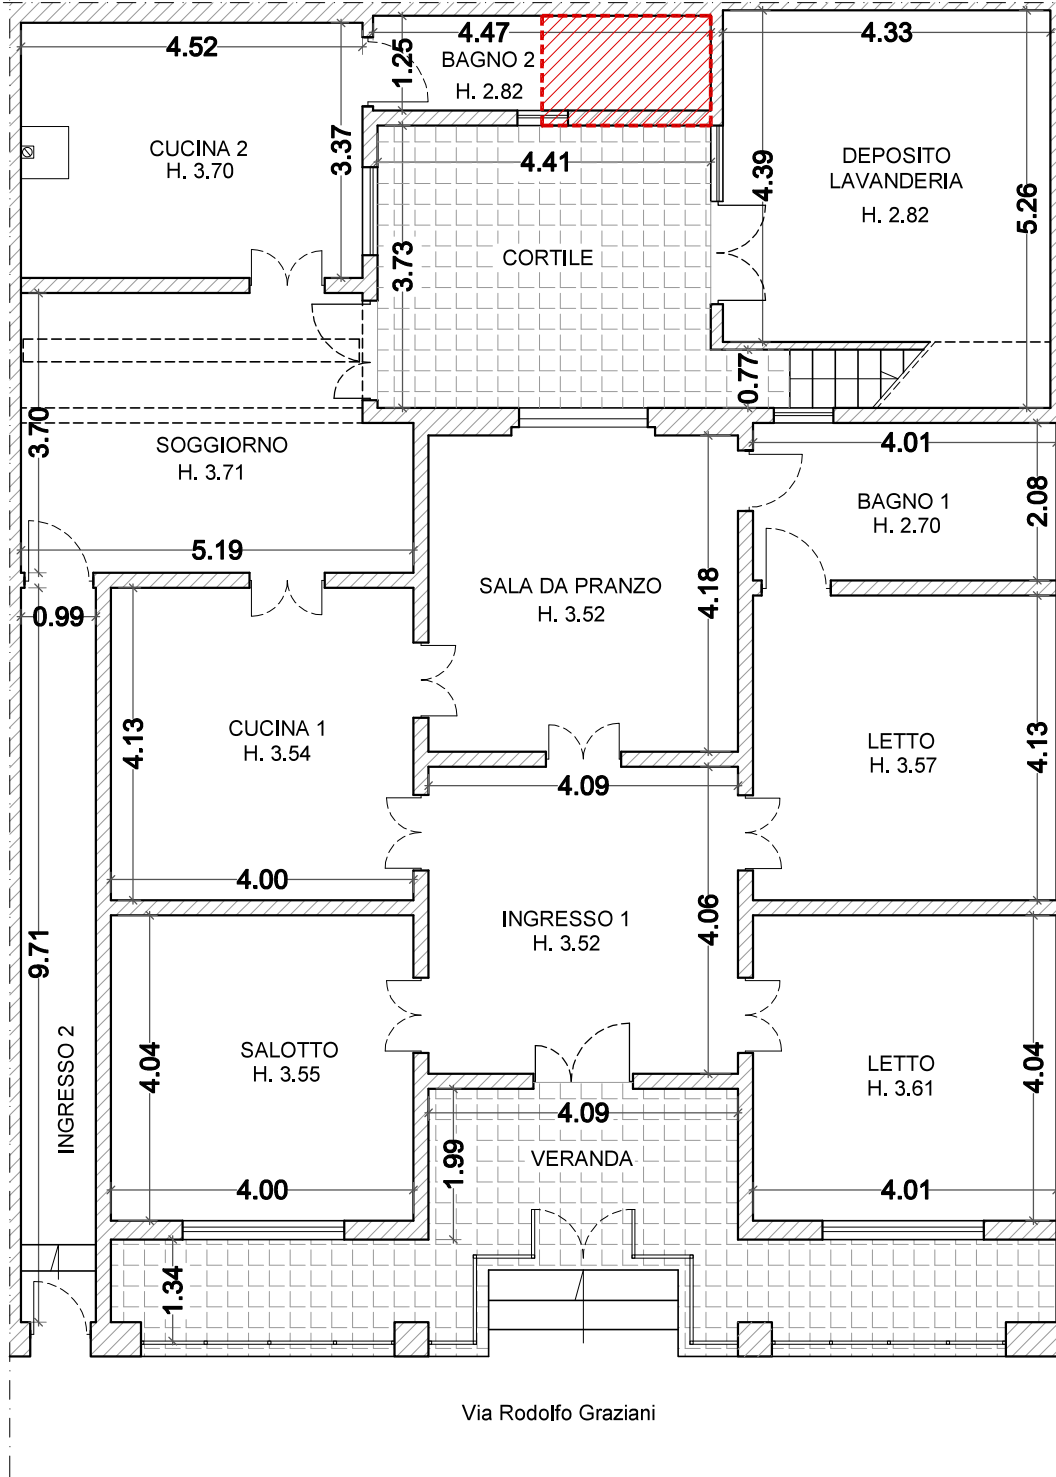 4.52
4.47
4.33
1.25
BAGNO 2
H. 2.82
CUCINA 2
H. 3.70
3.37
4.41
4.39
DEPOSITO
LAVANDERIA
H. 2.82
5.26
3.73
CORTILE
0.77
3.70
SOGGIORNO
H. 3.71
4.01
BAGNO 1
H. 2.70
2.08
5.19
0.99
SALA DA PRANZO
H. 3.52
4.18
4.13
CUCINA 1
H. 3.54
LETTO
H. 3.57
4.13
4.09
4.00
INGRESSO 1
H. 3.52
4.06
9.71
INGRESSO 2
4.04
SALOTTO
H. 3.55
LETTO
H. 3.61
4.04
4.09
1.99
VERANDA
4.00
4.01
1.34
Via Rodolfo Graziani